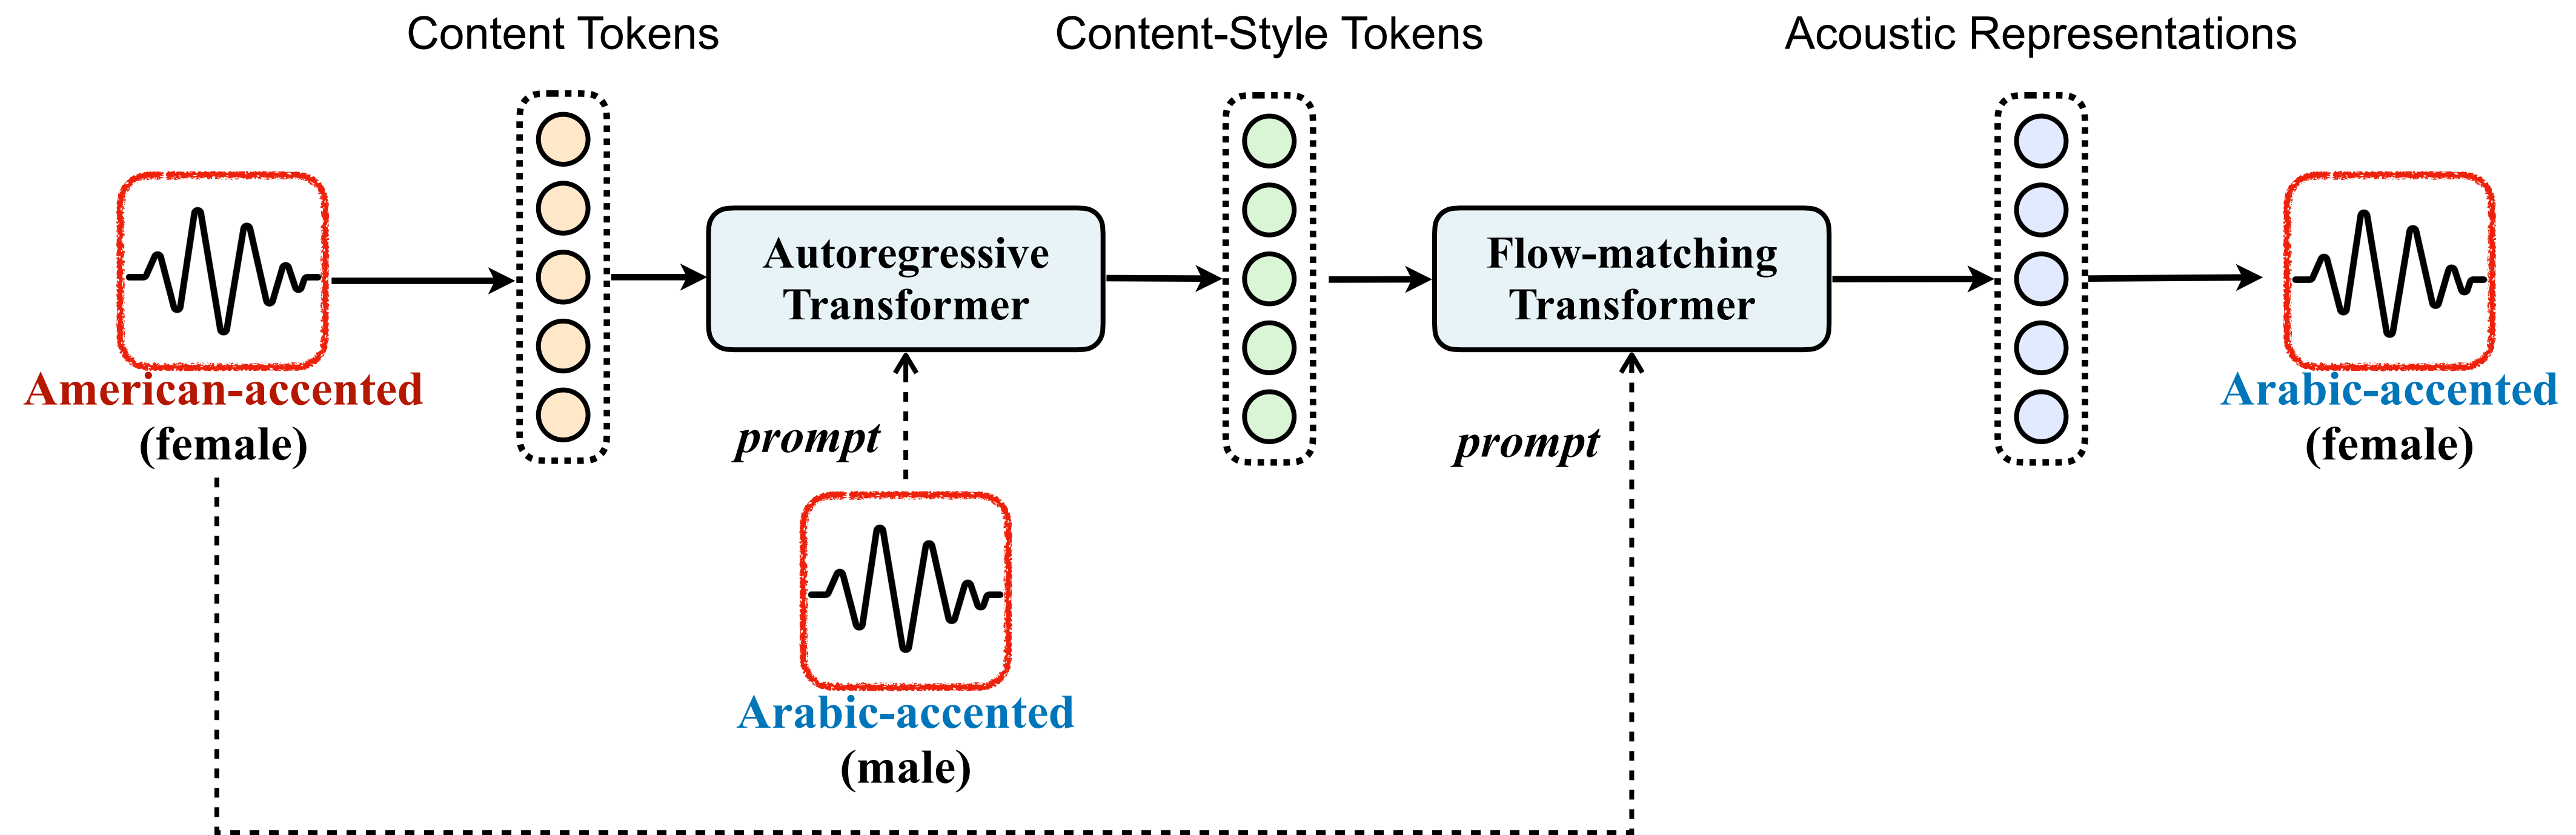 Content Tokens
Content-Style Tokens
Acoustic Representations
American-accented
(female)
Autoregressive
Transformer
prompt
Arabic-accented
(male)
Flow-matching
Transformer
prompt
Arabic-accented
(female)